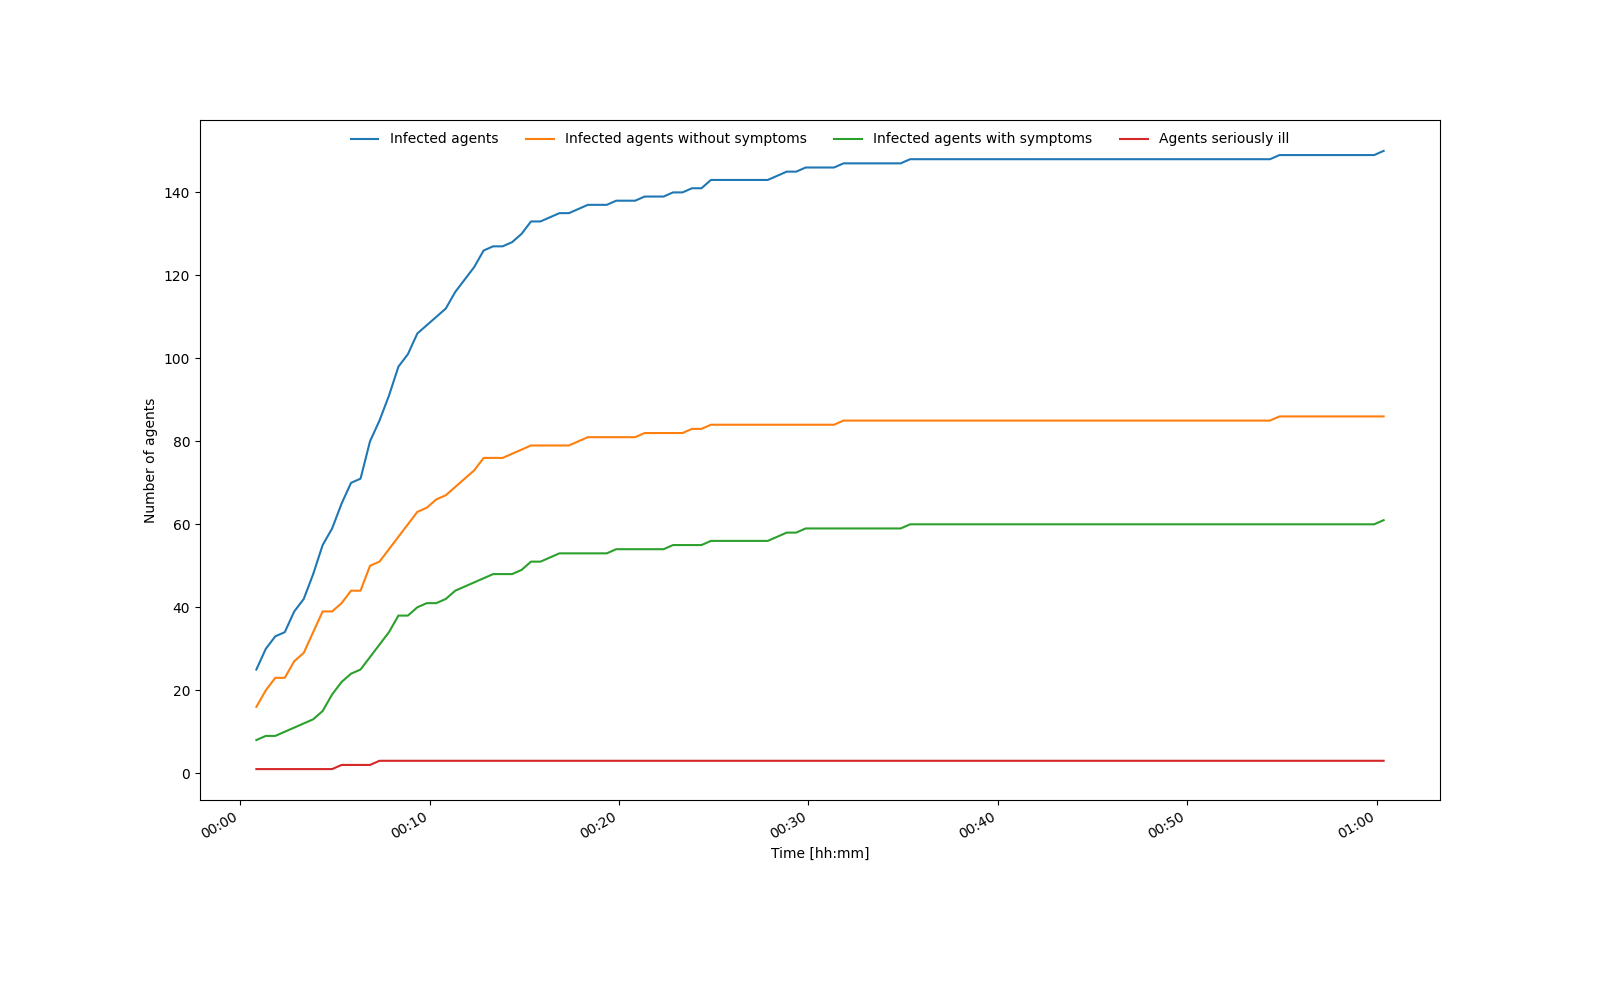 Infected agents Infected agents without symptoms Infected agents with symptoms Agents seriously ill
140
120
100
80
60
40
20
0
Number of agents
00:00 00:10 00:20 00:30 00:40 00:50 01:00
Time [hh:mm]